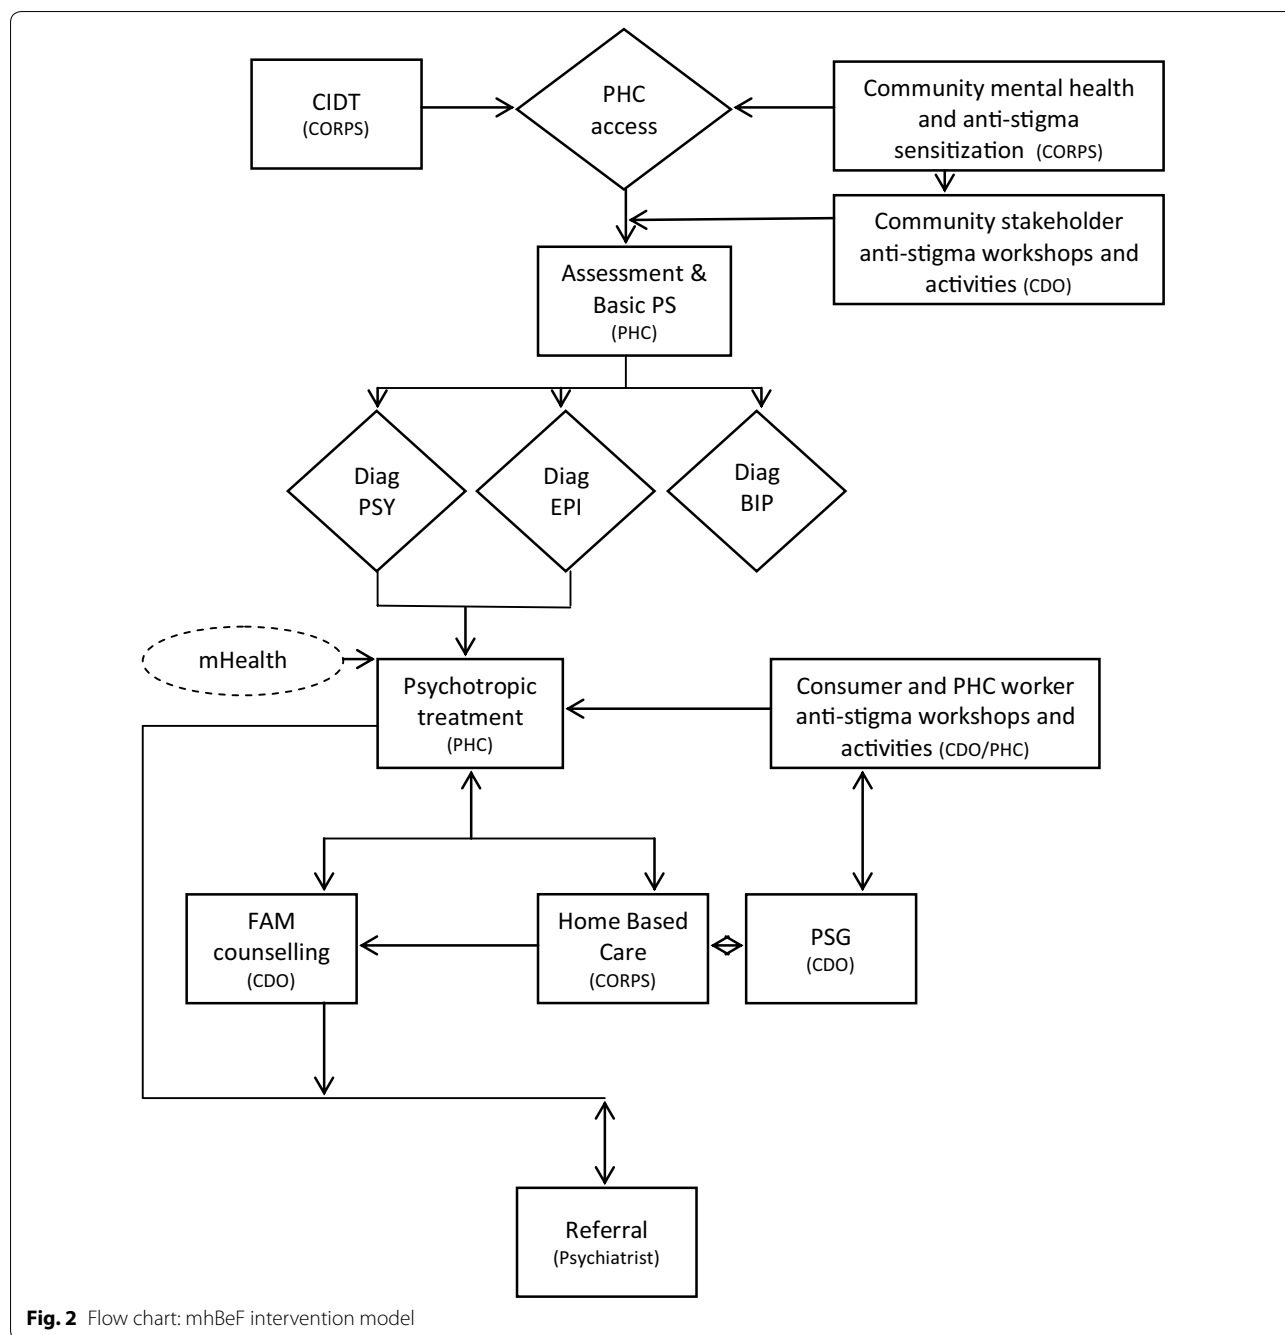 CIDT
(CORPS)
PHC
access
Community mental health
and anti-stigma
sensitization (CORPS)
Community stakeholder
anti-stigma workshops and
activities (CDO)
Assessment &
Basic PS
(PHC)
Diag
PSY
Diag
EPI
Diag
BIP
mHealth
Psychotropic
treatment
(PHC)
Consumer and PHC worker
anti-stigma workshops and
activities (CDO/PHC)
FAM
counselling
(CDO)
Home Based
Care
(CORPS)
PSG
(CDO)
Referral
(Psychiatrist)
Fig. 2 Flow chart: mhBeF intervention model